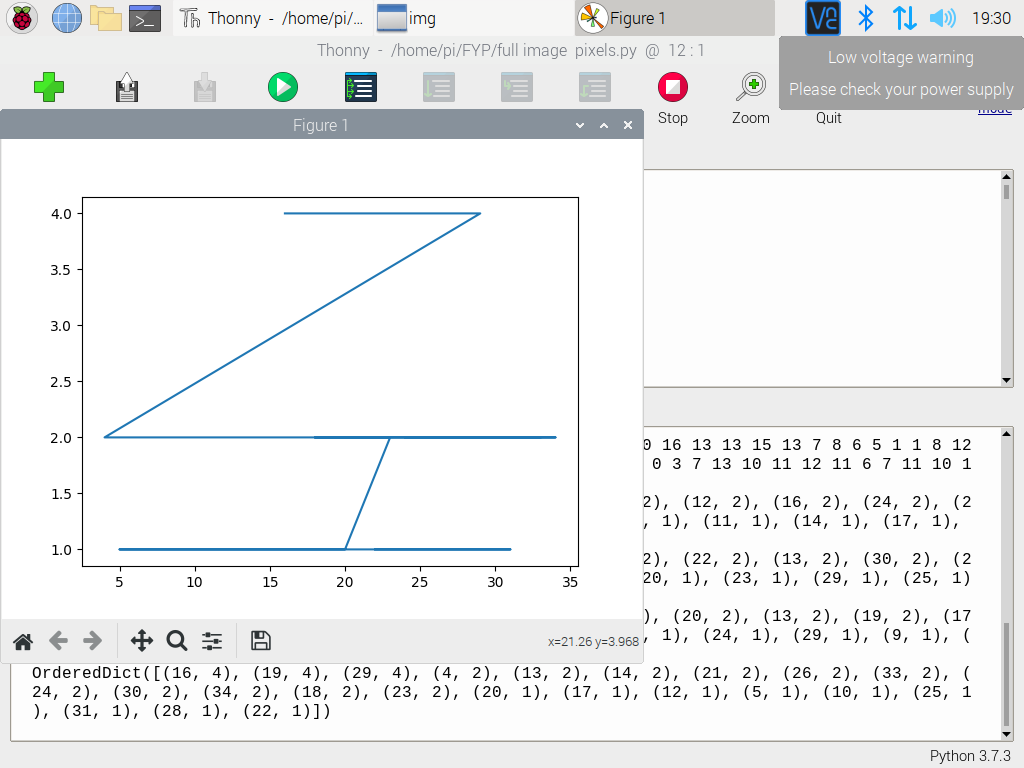 Thonny - /home/pi/... img Figure 1 19:30
Thonny - /home/pi/FYP/full image pixels.py @ 12 : 1
Low voltage warning
Please check your power supply
Stop Zoom Quit
mode
Figure 1
4.0
3.5
3.0
2.5
2.0
1.5
1.0
5 10 15 20 25 30 35
x=21.26 y=3.968
0 16 13 13 15 13 7 8 6 5 1 1 8 12
0 3 7 13 10 11 12 11 6 7 11 10 1
2), (12, 2), (16, 2), (24, 2), (2
, 1), (11, 1), (14, 1), (17, 1),
2), (22, 2), (13, 2), (30, 2), (2
20, 1), (23, 1), (29, 1), (25, 1)
), (20, 2), (13, 2), (19, 2), (17
, 1), (24, 1), (29, 1), (9, 1), (
OrderedDict([(16, 4), (19, 4), (29, 4), (4, 2), (13, 2), (14, 2), (21, 2), (26, 2), (33, 2), (
24, 2), (30, 2), (34, 2), (18, 2), (23, 2), (20, 1), (17, 1), (12, 1), (5, 1), (10, 1), (25, 1
), (31, 1), (28, 1), (22, 1)])
Python 3.7.3